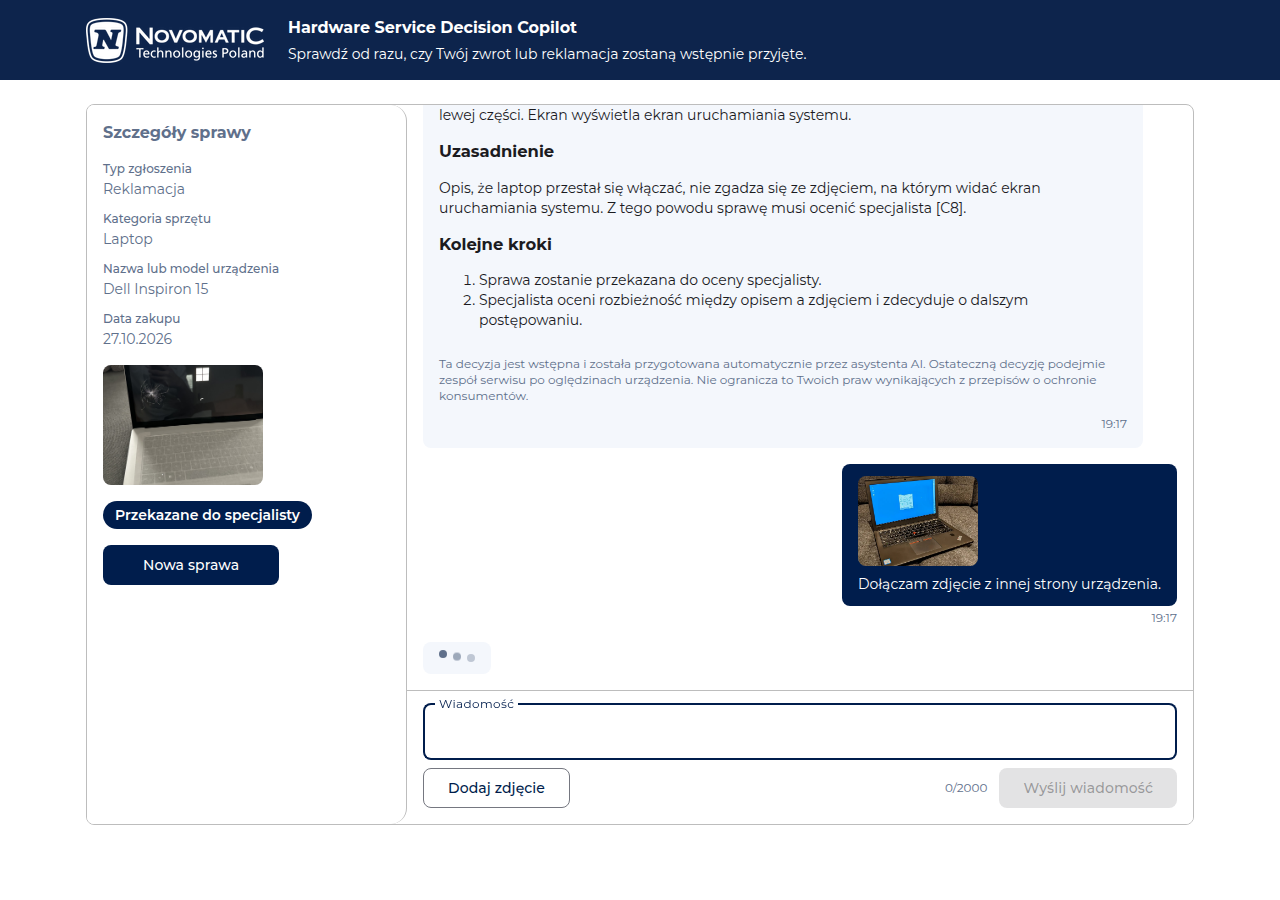 NOVOMATIC
Technologies Poland
Hardware Service Decision Copilot
Sprawdź od razu, czy Twój zwrot lub reklamacja zostaną wstępnie przyjęte.
Szczegóły sprawy
Typ zgłoszenia
Reklamacja
Kategoria sprzętu
Laptop
Nazwa lub model urządzenia
Dell Inspiron 15
Data zakupu
27.10.2026
Przekazane do specjalisty
Nowa sprawa
lewej części. Ekran wyświetla ekran uruchamiania systemu.
Uzasadnienie
Opis, że laptop przestał się włączać, nie zgadza się ze zdjęciem, na którym widać ekran
uruchamiania systemu. Z tego powodu sprawę musi ocenić specjalista [C8].
Kolejne kroki
1. Sprawa zostanie przekazana do oceny specjalisty.
2. Specjalista oceni rozbieżność między opisem a zdjęciem i zdecyduje o dalszym
postępowaniu.
Ta decyzja jest wstępna i została przygotowana automatycznie przez asystenta AI. Ostateczną decyzję podejmie
zespół serwisu po oględzinach urządzenia. Nie ogranicza to Twoich praw wynikających z przepisów o ochronie
konsumentów.
19:17
Dołączam zdjęcie z innej strony urządzenia.
19:17
Wiadomość
Dodaj zdjęcie
0/2000
Wyślij wiadomość